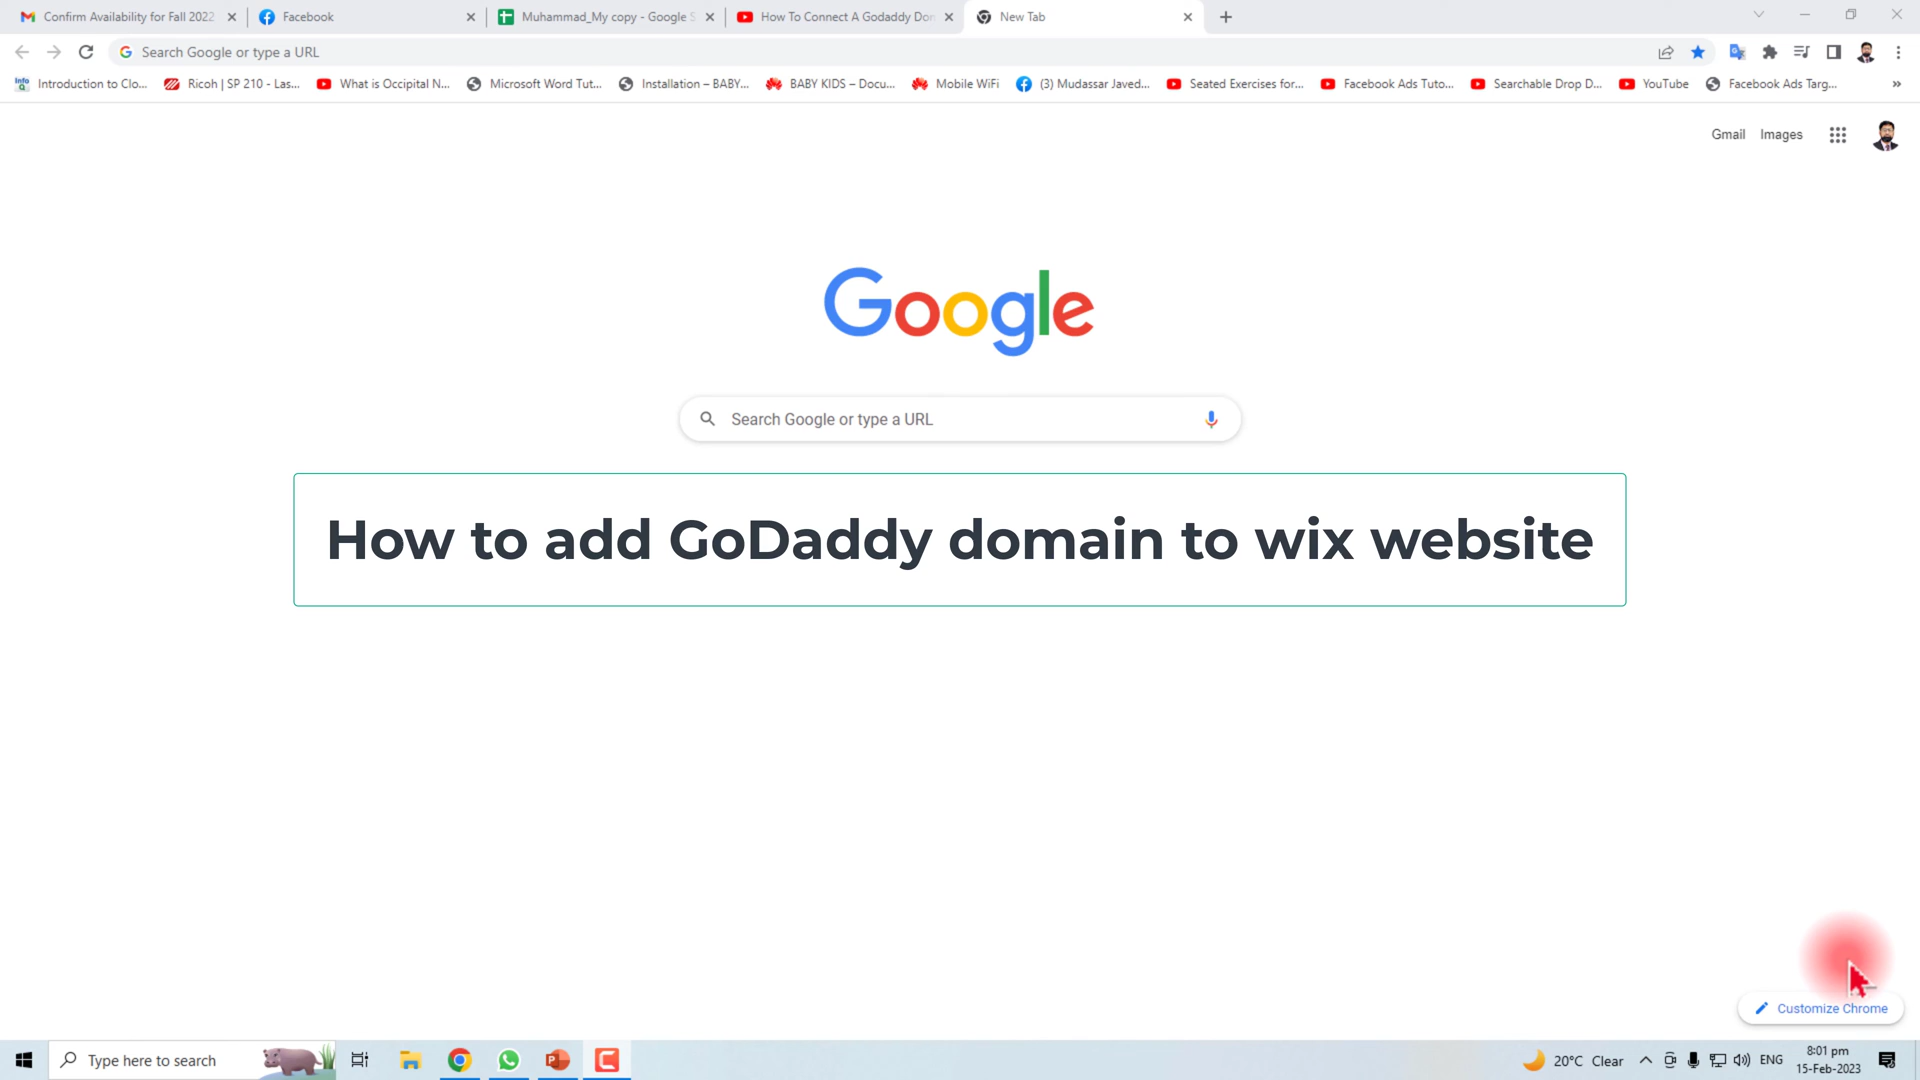 Confirm Availability for Fall 2022
Facebook
Muhammad_My copy - Google S
How To Connect A Godaddy Don
New Tab
Search Google or type a URL
Introduction to Clo...
Ricoh | SP 210 - Las...
What is Occipital N...
Microsoft Word Tut...
Installation – BABY...
BABY KIDS – Docu...
Mobile WiFi
(3) Mudassar Javed...
Seated Exercises for...
Facebook Ads Tuto...
Searchable Drop D...
YouTube
Facebook Ads Targ...
»
Gmail
Images
Google
Search Google or type a URL
How to add GoDaddy domain to wix website
Customize Chrome
Type here to search
20°C Clear
ENG
8:01 pm
15-Feb-2023